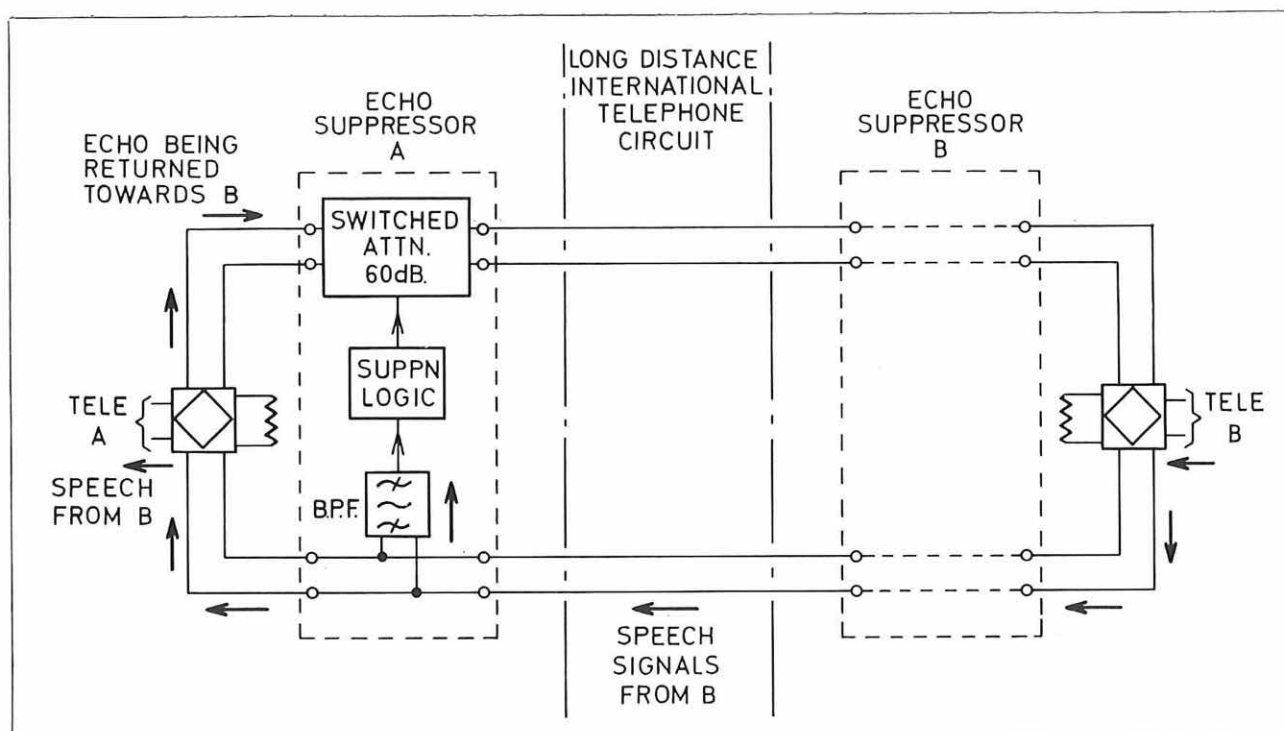 LONG DISTANCE
INTERNATIONAL
TELEPHONE
CIRCUIT
ECHO
SUPPRESSOR
A
ECHO
SUPPRESSOR
B
ECHO BEING
RETURNED
TOWARDS B
SWITCHED
ATTN.
60dB.
SUPPN
LOGIC
TELE
A
TELE
B
SPEECH
FROM B
B.P.F.
SPEECH
SIGNALS
FROM B